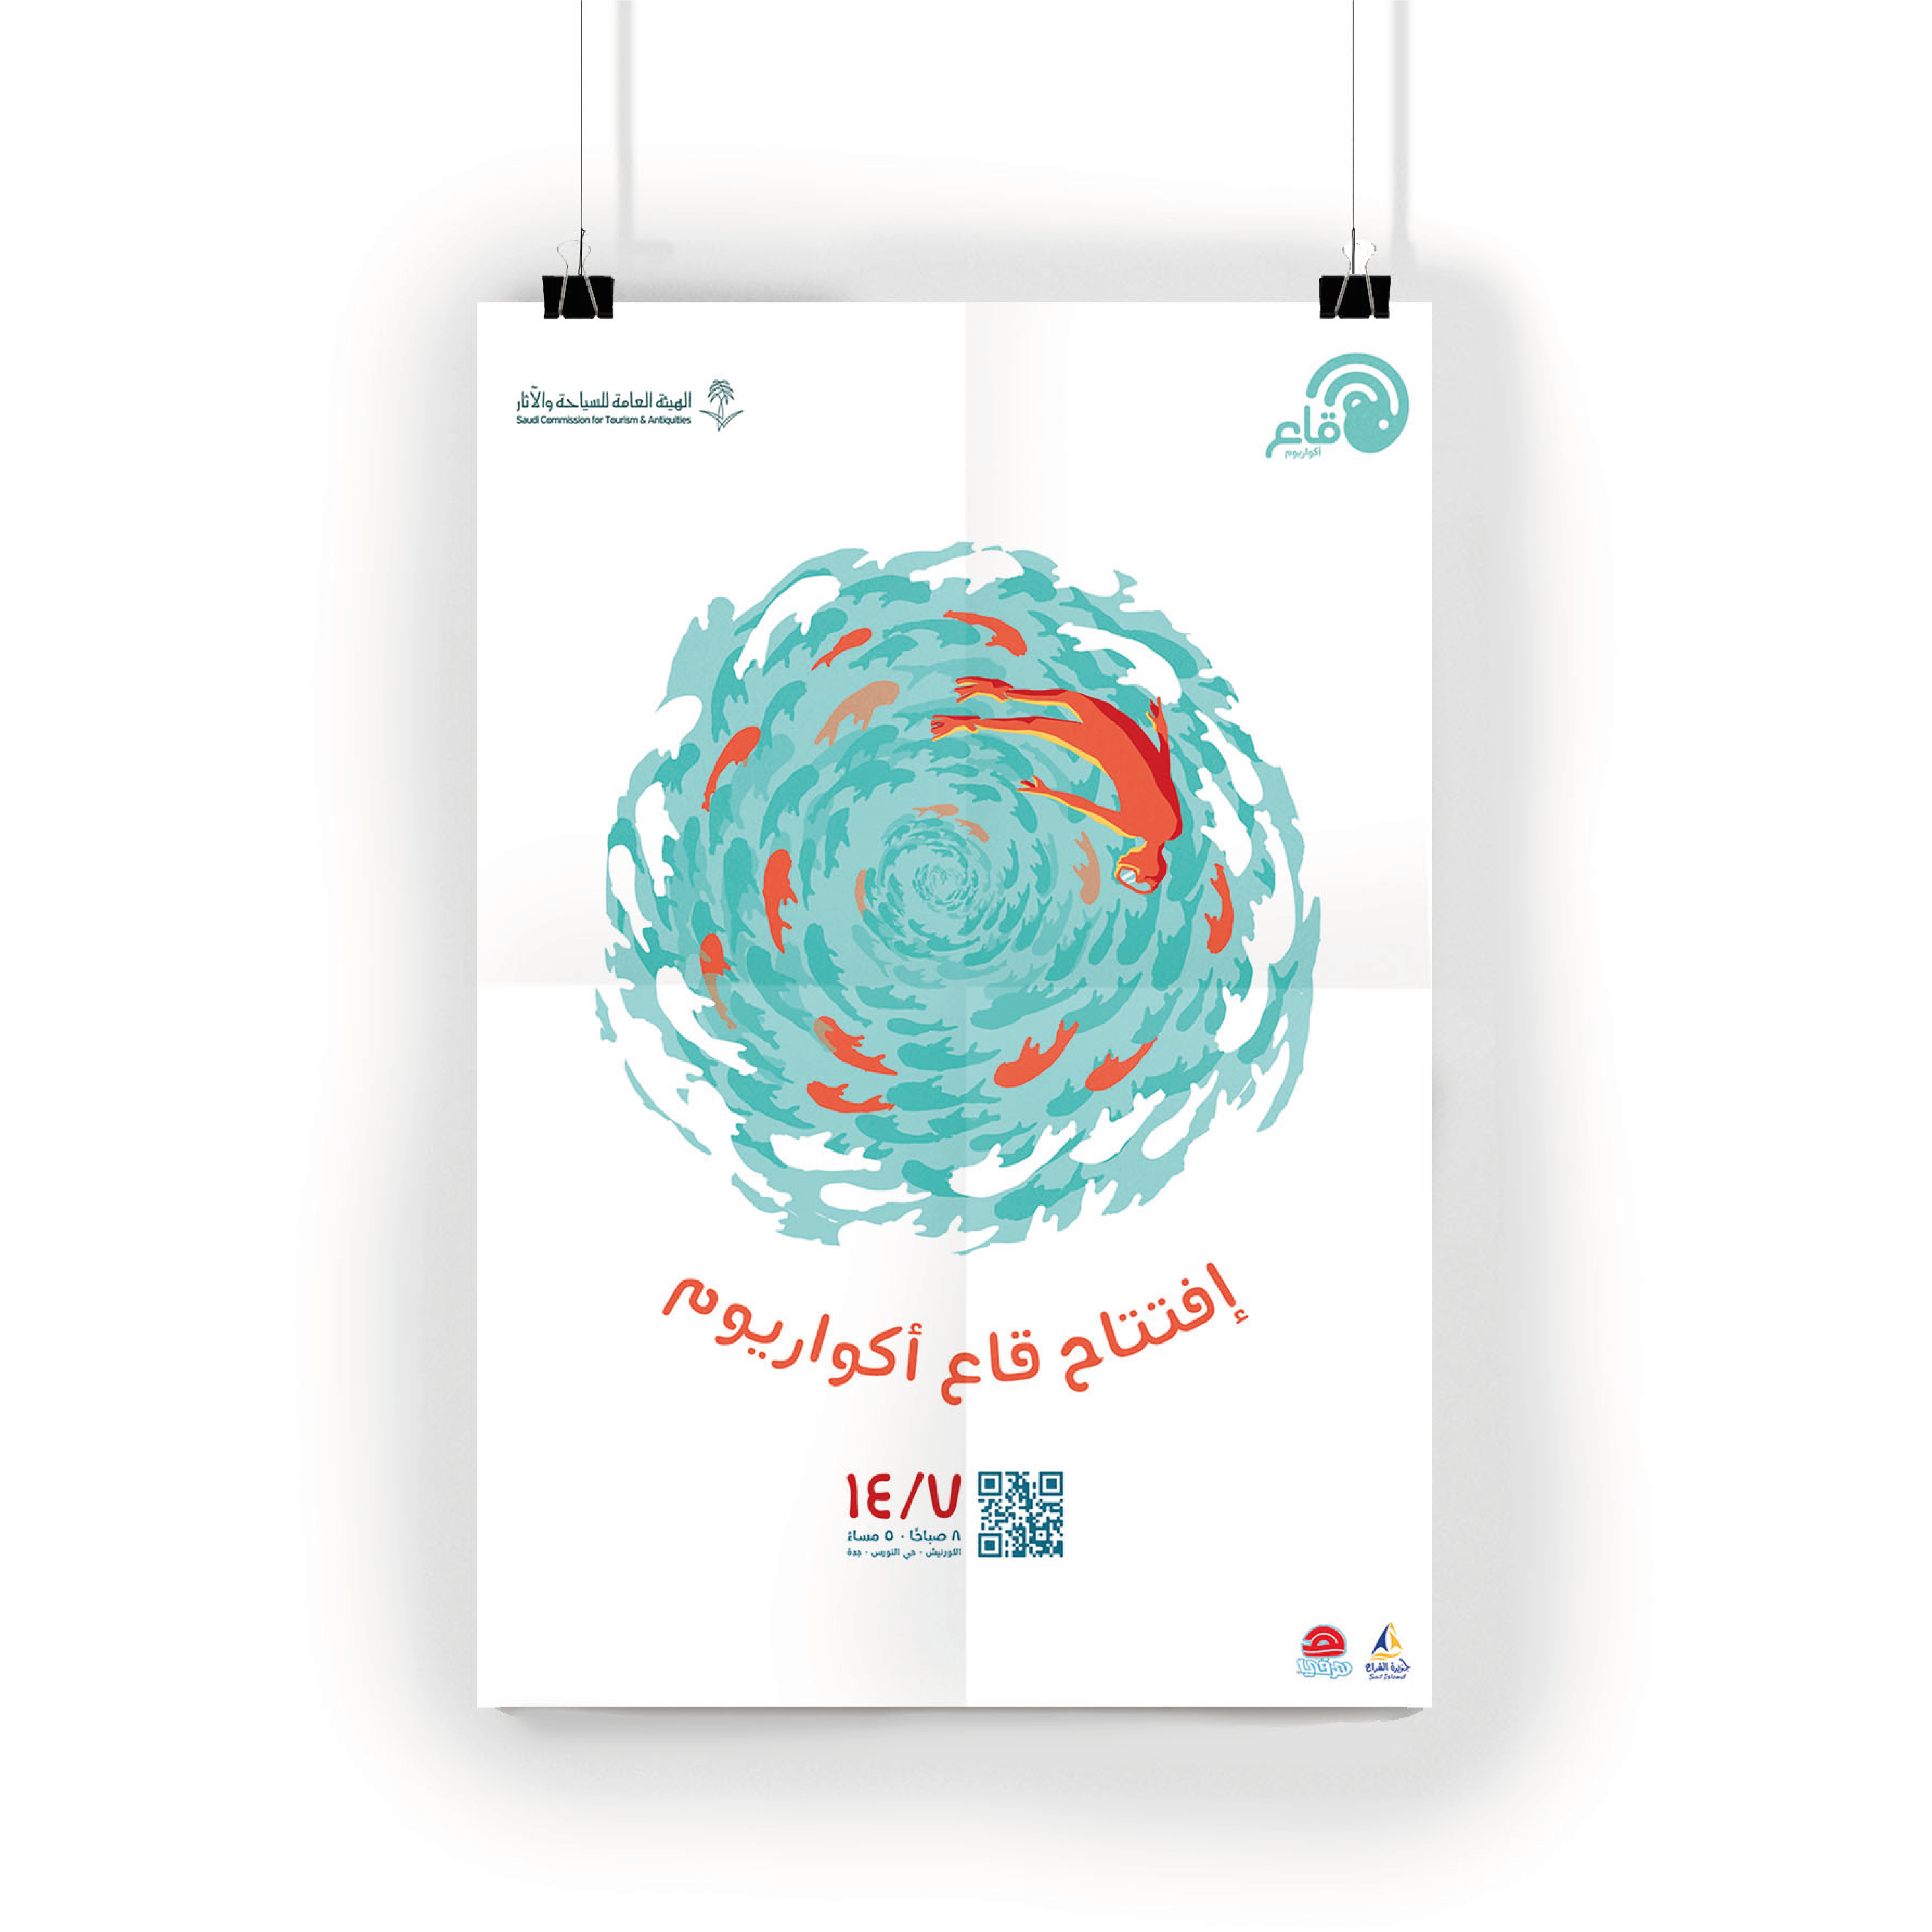 الهيئة العامة للسياحة والآثار
Saudi Commission for Tourism & Antiquities
قاع
أكواريوم
إفتتاح قاع أكواريوم
١٤/٧
٨ صباحًا - ٥ مساءً
الكورنيش - حي النورس - جدة
جزيرة الشراع
Sail Island